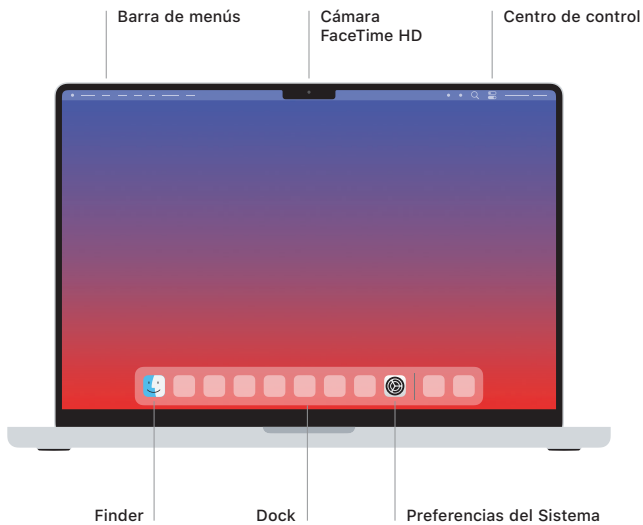 Barra de menús
Cámara
FaceTime HD
Centro de control
Finder
Dock
Preferencias del Sistema